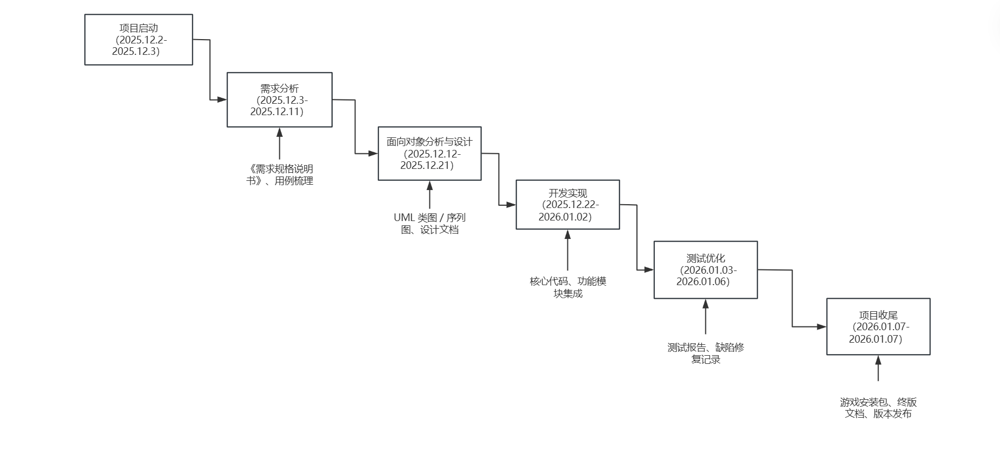 项目启动
（2025.12.2-
2025.12.3）
需求分析
（2025.12.3-
2025.12.11）
《需求规格说明
书》、用例梳理
面向对象分析与设计
（2025.12.12-
2025.12.21）
UML 类图 / 序列
图、设计文档
开发实现
（2025.12.22-
2026.01.02）
核心代码、功能模
块集成
测试优化
（2026.01.03-
2026.01.06）
测试报告、缺陷修
复记录
项目收尾
（2026.01.07-
2026.01.07）
游戏安装包、终版
文档、版本发布